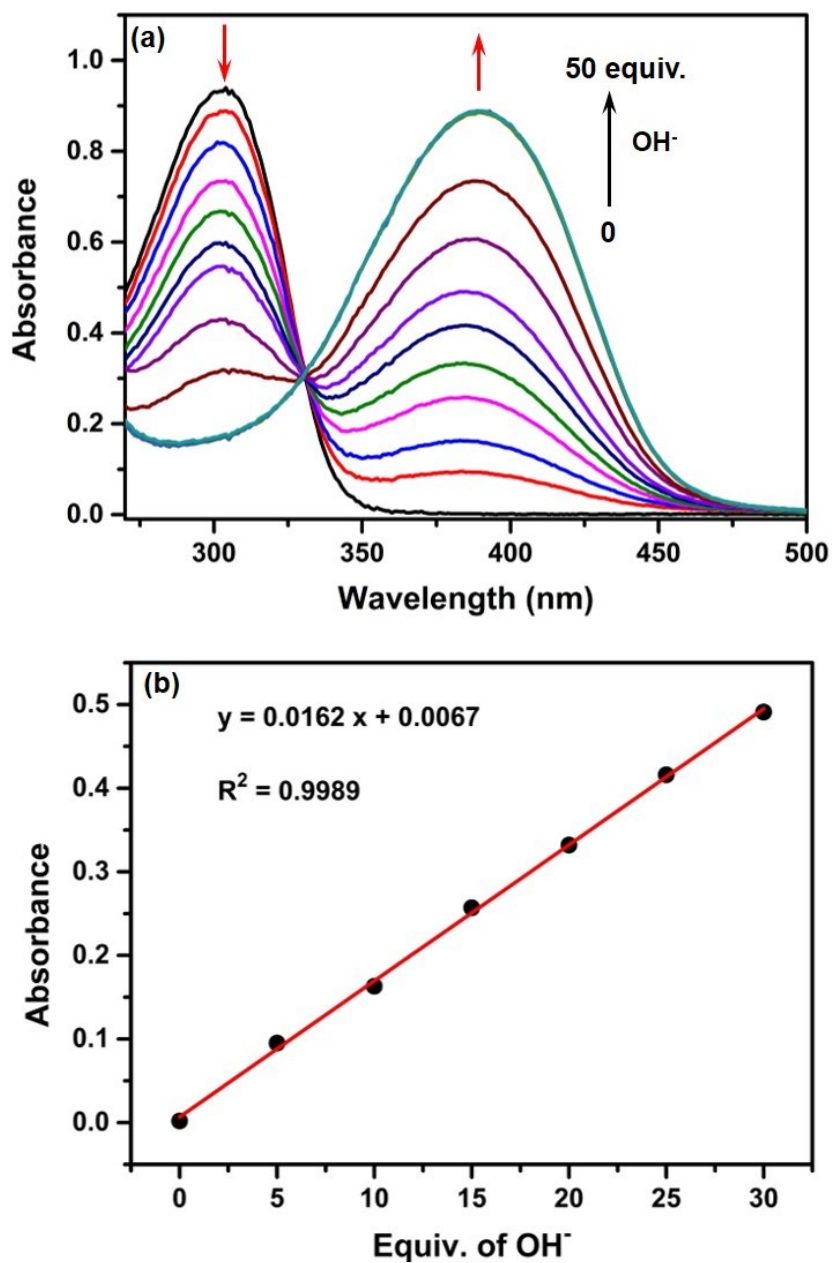 (a)
50 equiv.
OH⁻
0
1.0
0.8
0.6
0.4
0.2
0.0
Absorbance
300 350 400 450 500
Wavelength (nm)
(b)
y = 0.0162 x + 0.0067
R² = 0.9989
0.5
0.4
0.3
0.2
0.1
0.0
Absorbance
0 5 10 15 20 25 30
Equiv. of OH⁻